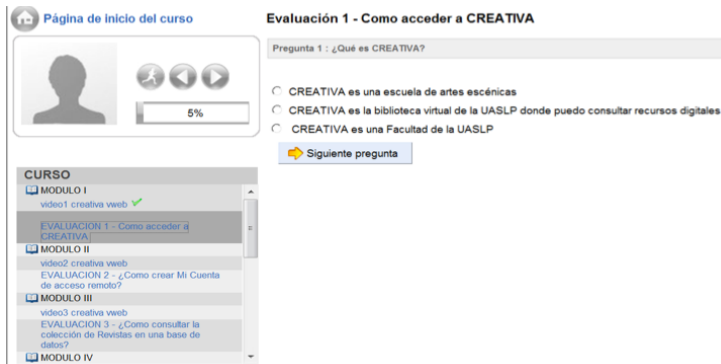 Página de inicio del curso
5%
CURSO
MODULO I
video1 creativa vweb
EVALUACION 1 - Como acceder a
CREATIVA
MODULO II
video2 creativa vweb
EVALUACION 2 - ¿Como crear Mi Cuenta
de acceso remoto?
MODULO III
video3 creativa vweb
EVALUACION 3 - ¿Como consultar la
colección de Revistas en una base de
datos?
MODULO IV
Evaluación 1 - Como acceder a CREATIVA
Pregunta 1 : ¿Qué es CREATIVA?
CREATIVA es una escuela de artes escénicas
CREATIVA es la biblioteca virtual de la UASLP donde puedo consultar recursos digitales
CREATIVA es una Facultad de la UASLP
Siguiente pregunta